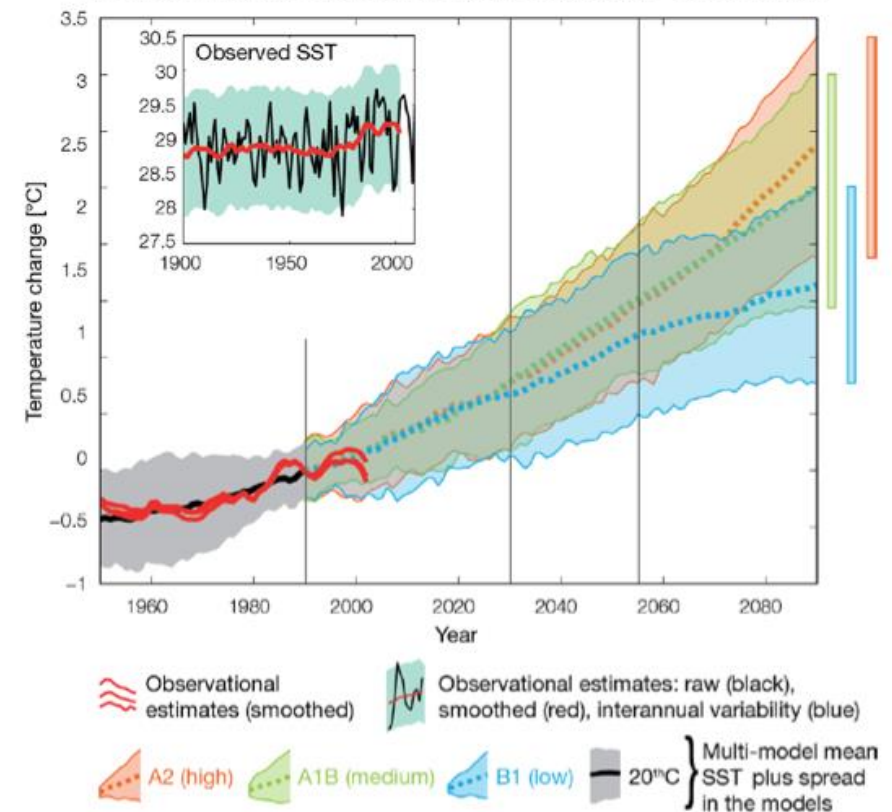 3.5
3
2.5
2
1.5
1
0.5
0
−0.5
−1
Temperature change [°C]
30.5
30
29.5
29
28.5
28
27.5
Observed SST
1900 1950 2000
1960 1980 2000 2020 2040 2060 2080
Year
Observational
estimates (smoothed)
Observational estimates: raw (black),
smoothed (red), interannual variability (blue)
A2 (high)
A1B (medium)
B1 (low)
20thC
Multi-model mean
SST plus spread
in the models